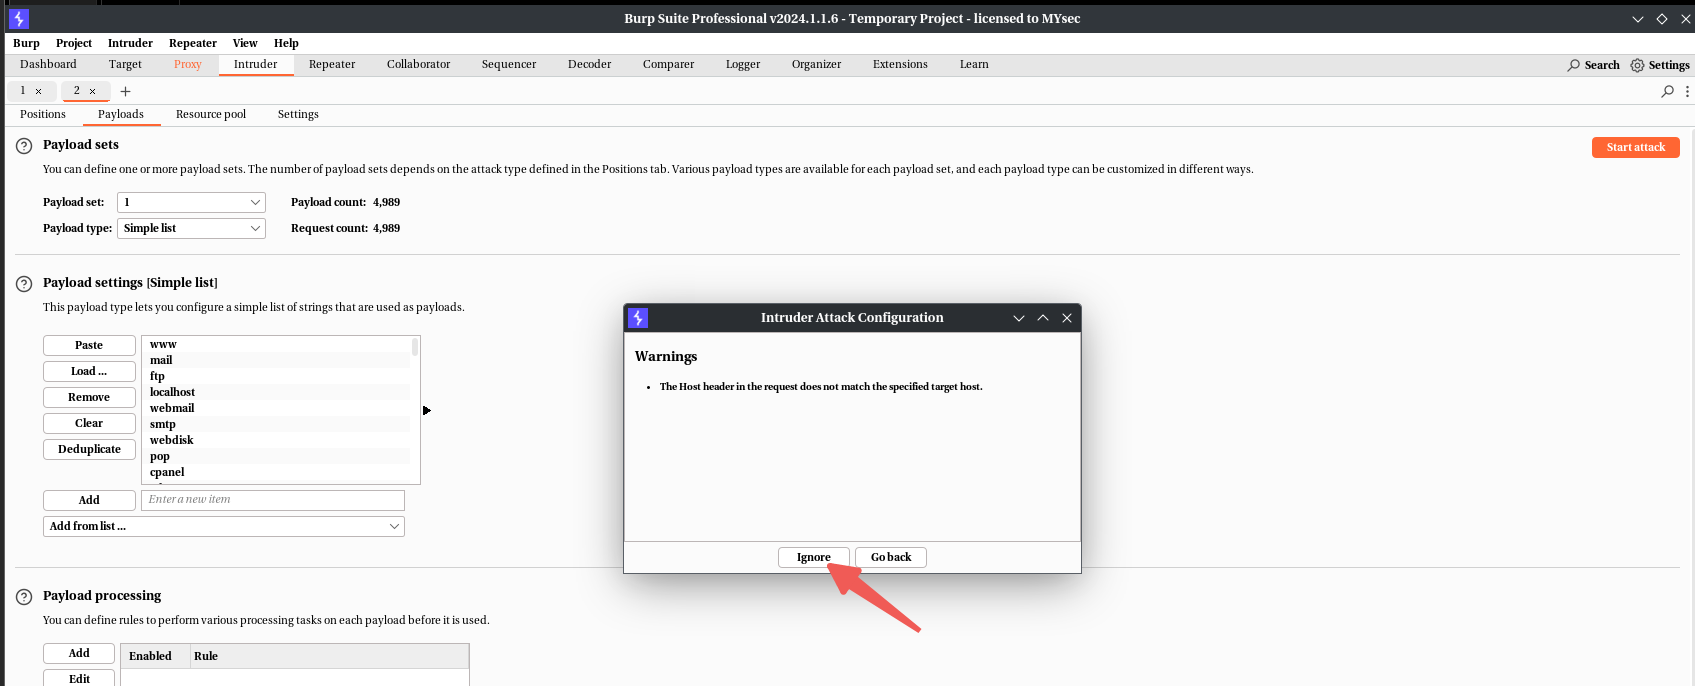 Burp Suite Professional v2024.1.1.6 - Temporary Project - licensed to MYsec
Burp Project Intruder Repeater View Help
Dashboard Target Proxy Intruder Repeater Collaborator Sequencer Decoder Comparer Logger Organizer Extensions Learn Search Settings
1 × 2 × +
Positions Payloads Resource pool Settings
Payload sets
Start attack
You can define one or more payload sets. The number of payload sets depends on the attack type defined in the Positions tab. Various payload types are available for each payload set, and each payload type can be customized in different ways.
Payload set: 1 Payload count: 4,989
Payload type: Simple list Request count: 4,989
Payload settings [Simple list]
This payload type lets you configure a simple list of strings that are used as payloads.
Paste
Load ...
Remove
Clear
Deduplicate
www
mail
ftp
localhost
webmail
smtp
webdisk
pop
cpanel
Add Enter a new item
Add from list ...
Intruder Attack Configuration
Warnings
• The Host header in the request does not match the specified target host.
Ignore Go back
Payload processing
You can define rules to perform various processing tasks on each payload before it is used.
Add Enabled Rule
Edit